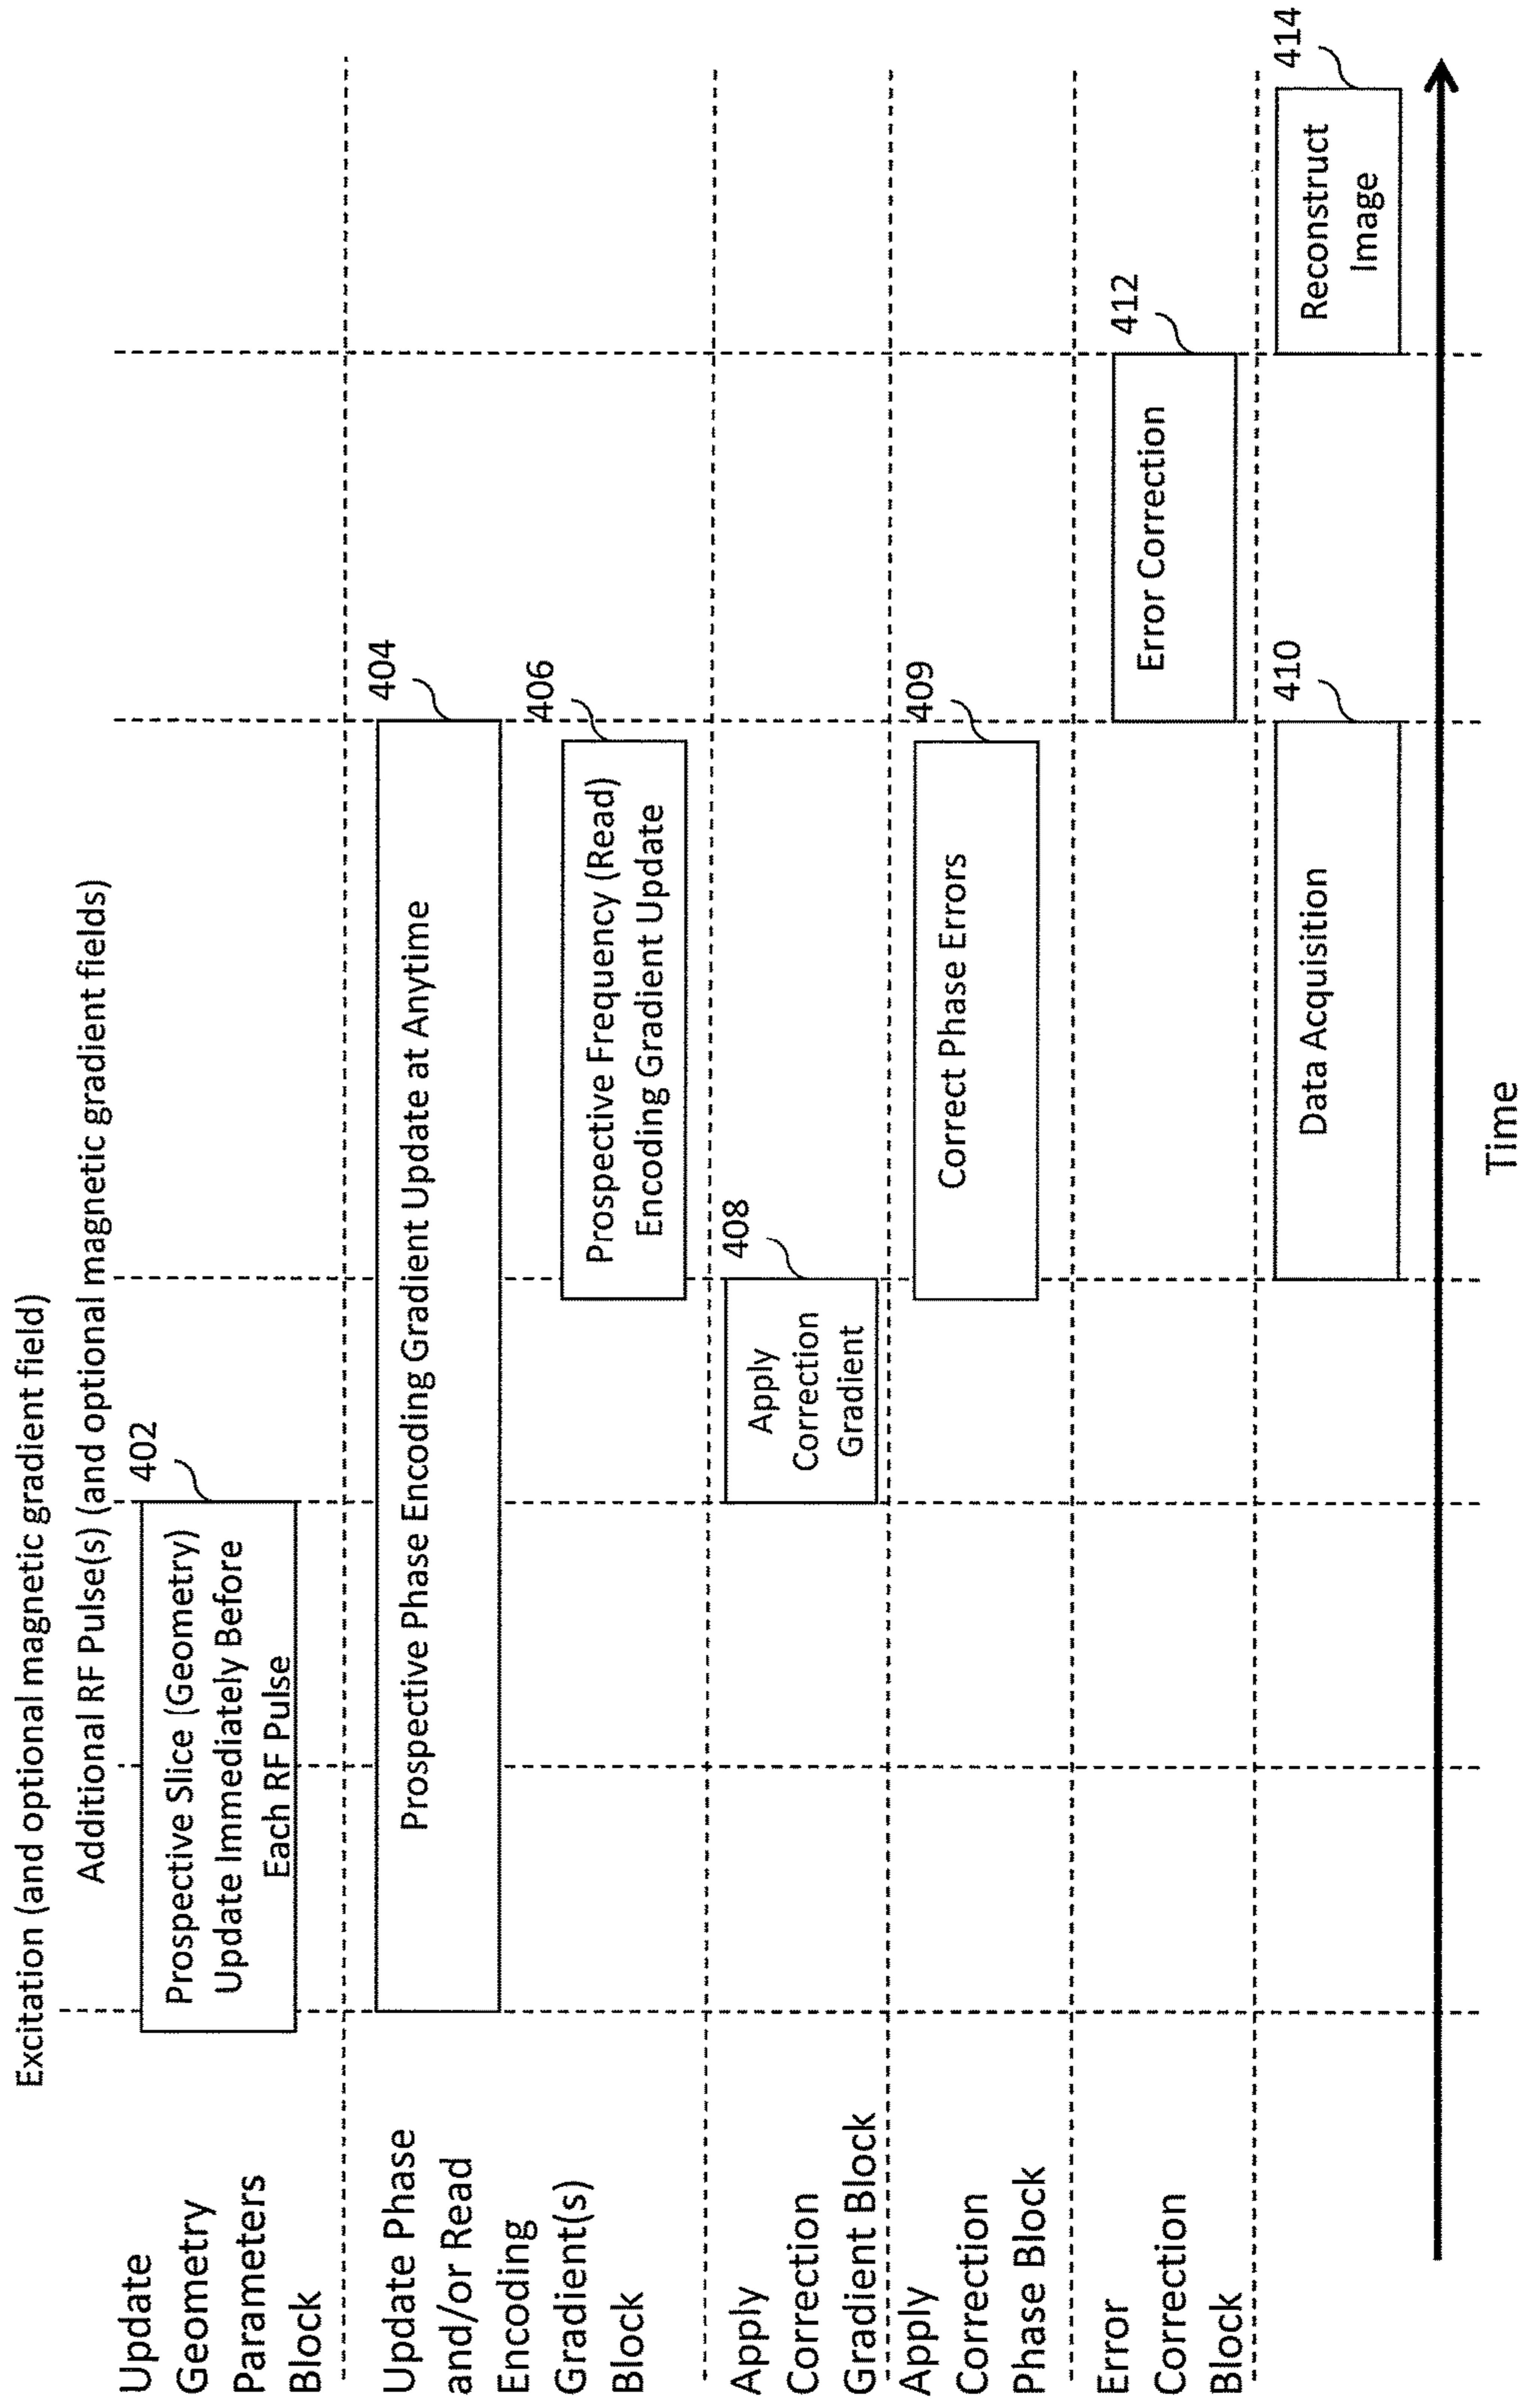 Excitation (and optional magnetic gradient field)
Additional RF Pulse(s) (and optional magnetic gradient fields)
Update
Geometry
Parameters
Block
402
Prospective Slice (Geometry)
Update Immediately Before
Each RF Pulse
Update Phase
and/or Read
Encoding
Gradient(s)
Block
404
Prospective Phase Encoding Gradient Update at Anytime
406
Prospective Frequency (Read)
Encoding Gradient Update
Apply
Correction
Gradient Block
408
Apply
Correction
Gradient
Apply
Correction
Phase Block
409
Correct Phase Errors
Error
Correction
Block
412
Error Correction
410
Data Acquisition
414
Reconstruct
Image
Time